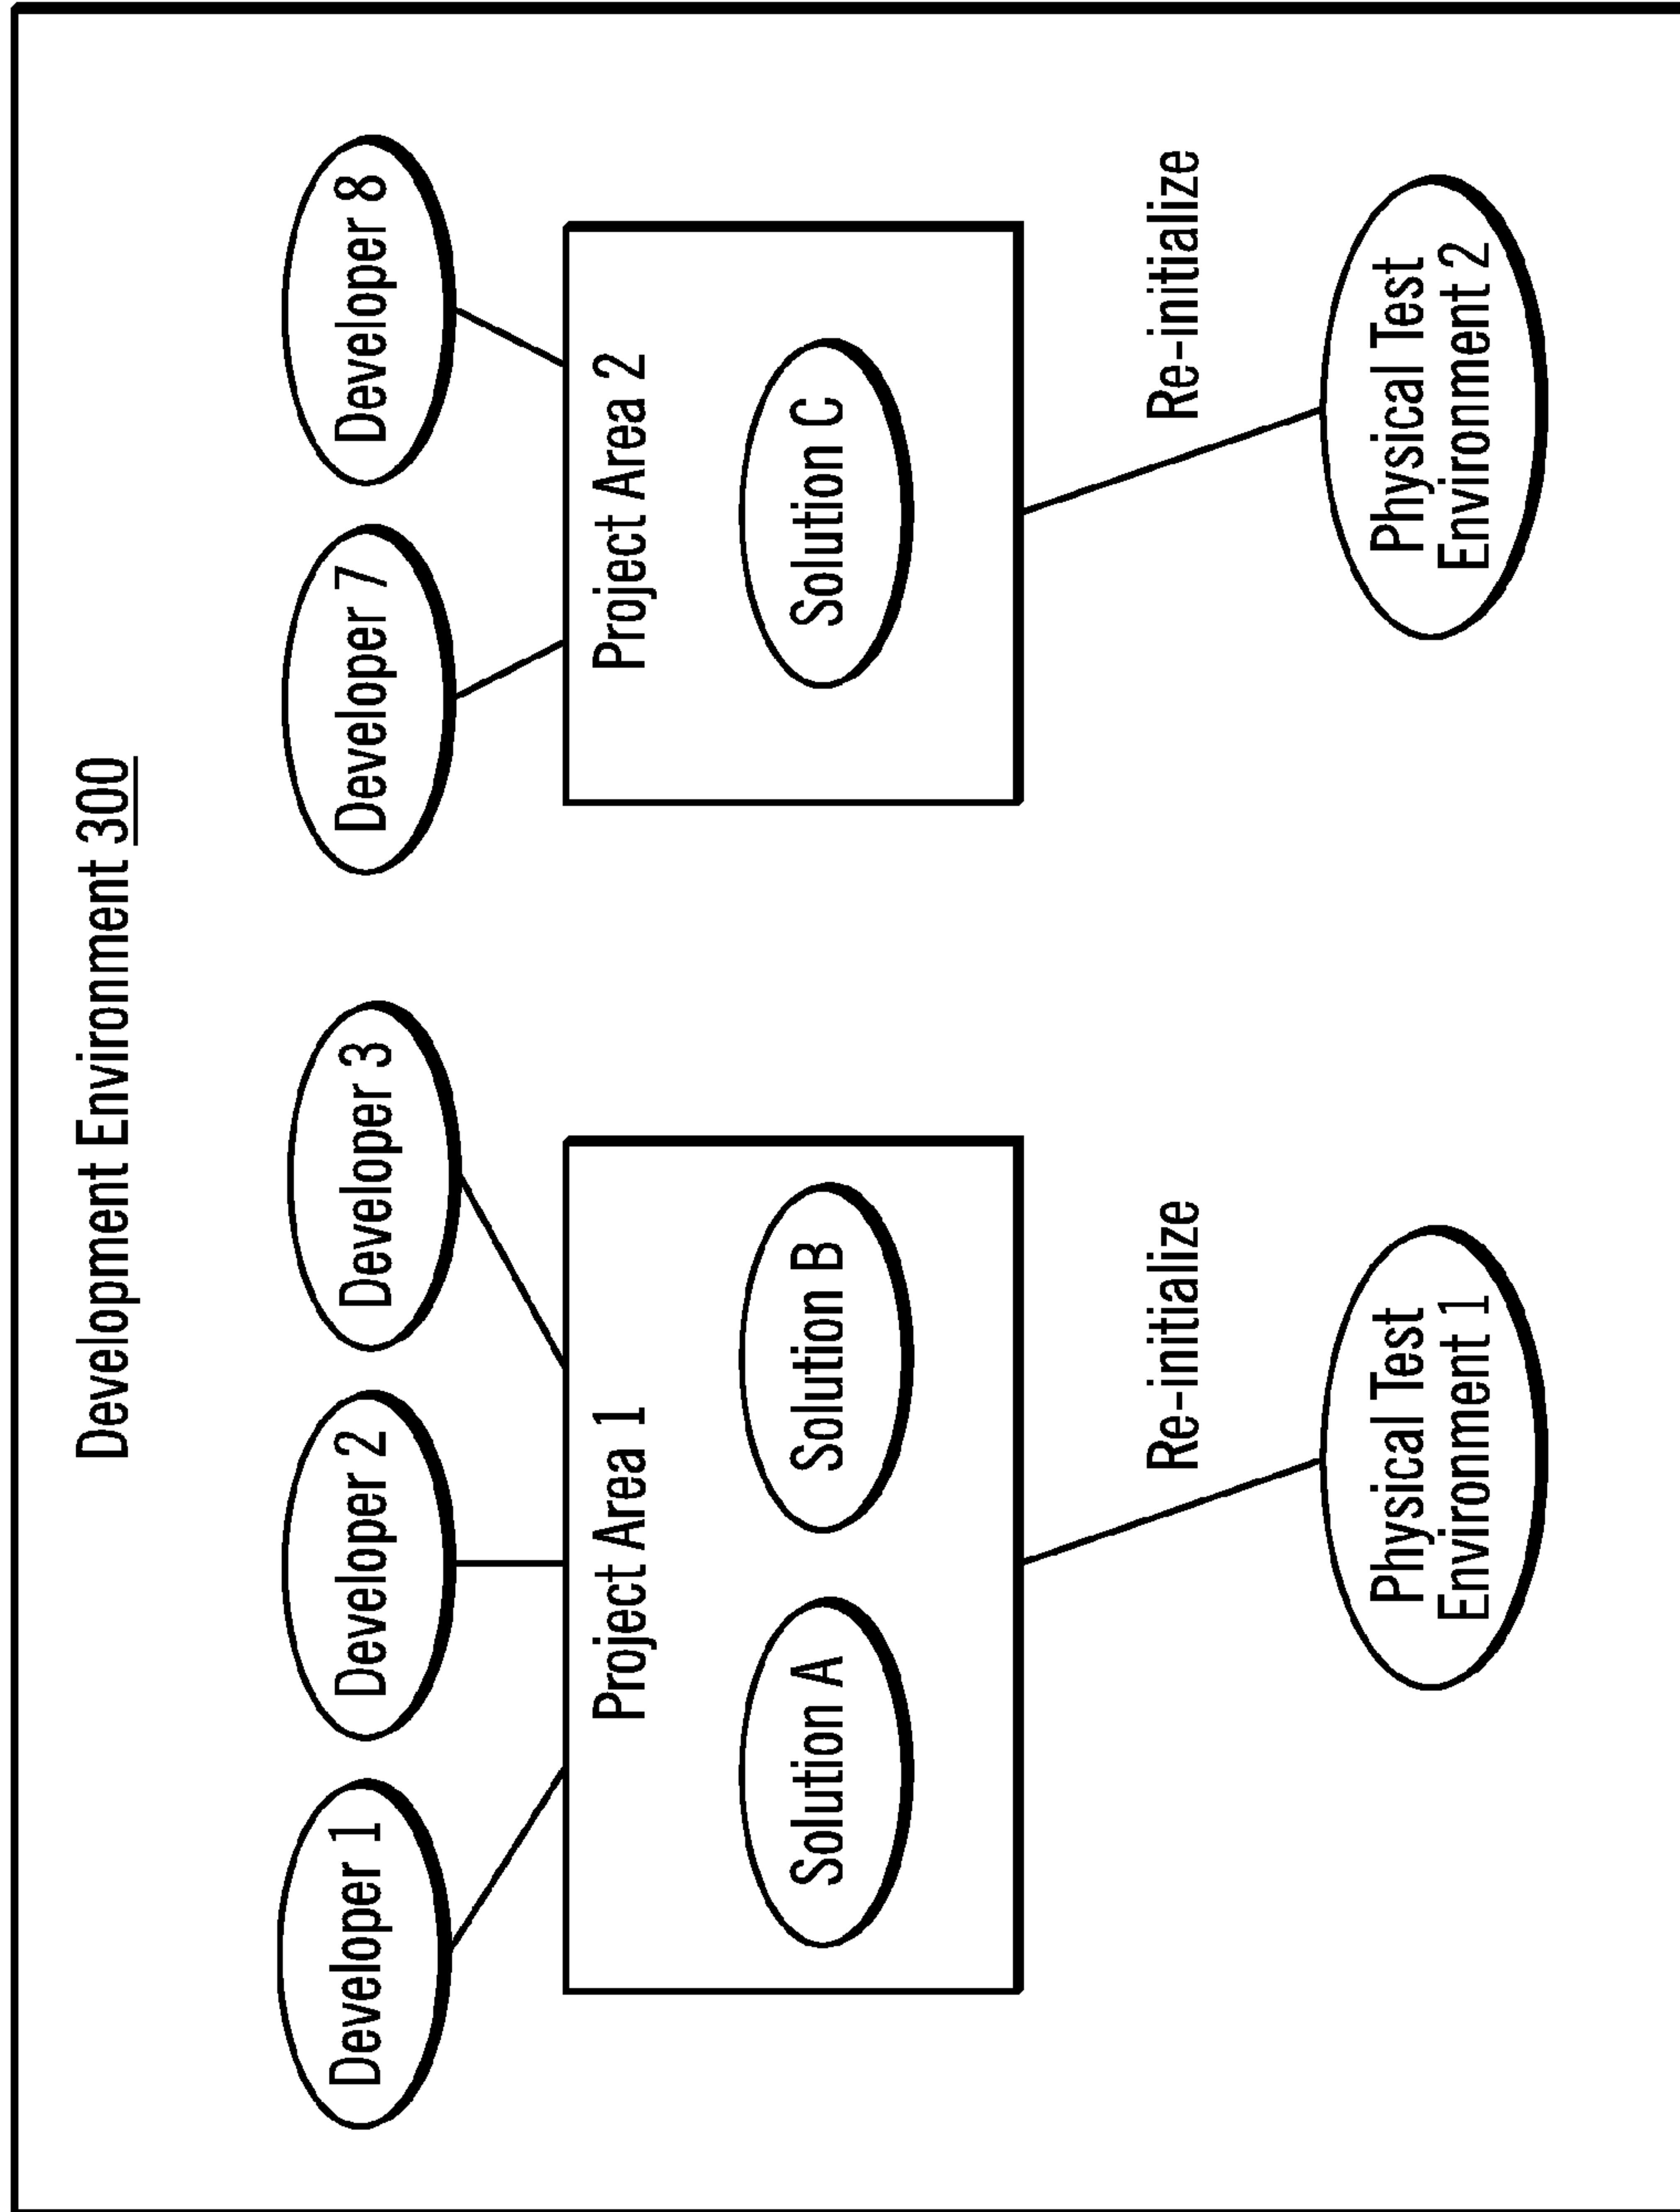 Development Environment 300
Developer 1
Developer 2
Developer 3
Developer 7
Developer 8
Project Area 1
Project Area 2
Solution A
Solution B
Solution C
Re-initialize
Re-initialize
Physical Test
Environment 1
Physical Test
Environment 2